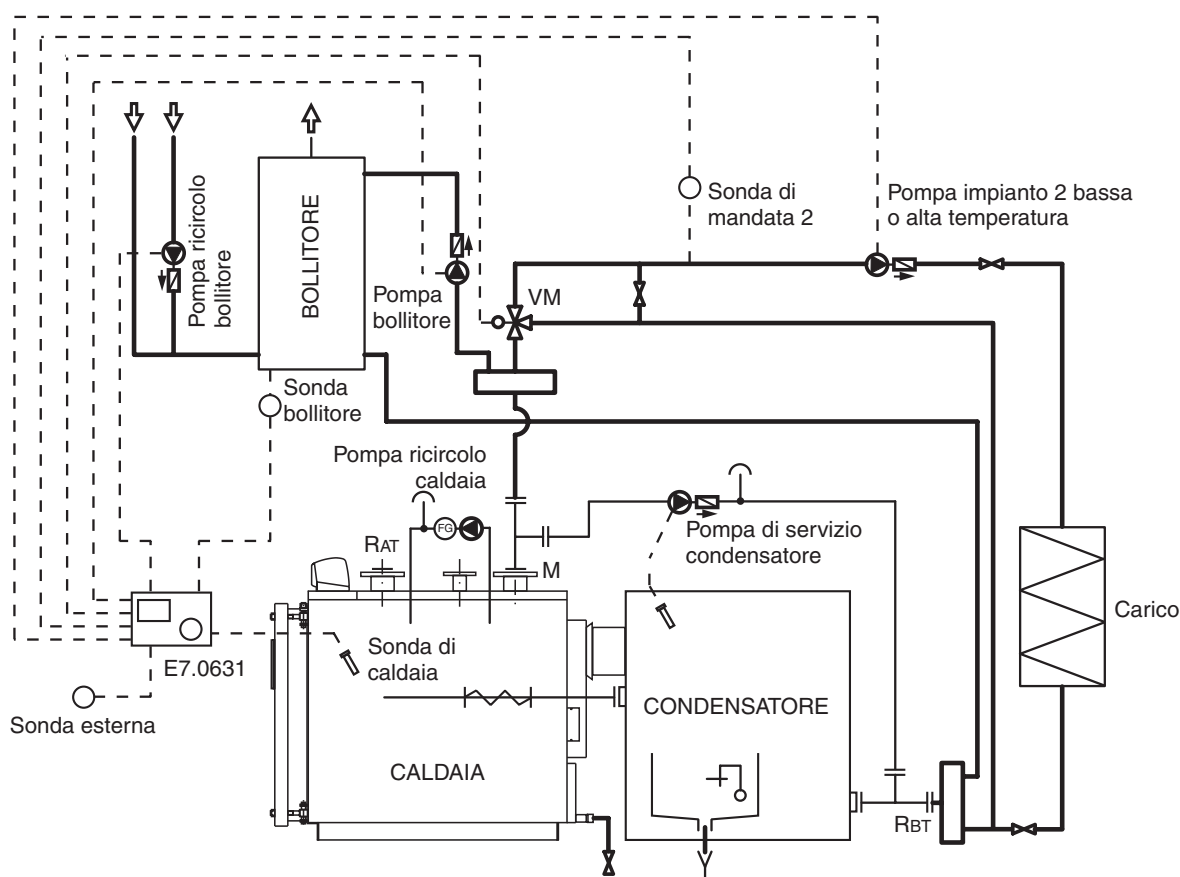 Pompa ricircolo
bollitore
BOLLITORE
Pompa
bollitore
VM
Sonda di
mandata 2
Pompa impianto 2 bassa
o alta temperatura
Sonda
bollitore
Pompa ricircolo
caldaia
FG
RAT
M
Pompa di servizio
condensatore
Carico
E7.0631
Sonda di
caldaia
Sonda esterna
CONDENSATORE
CALDAIA
RBT